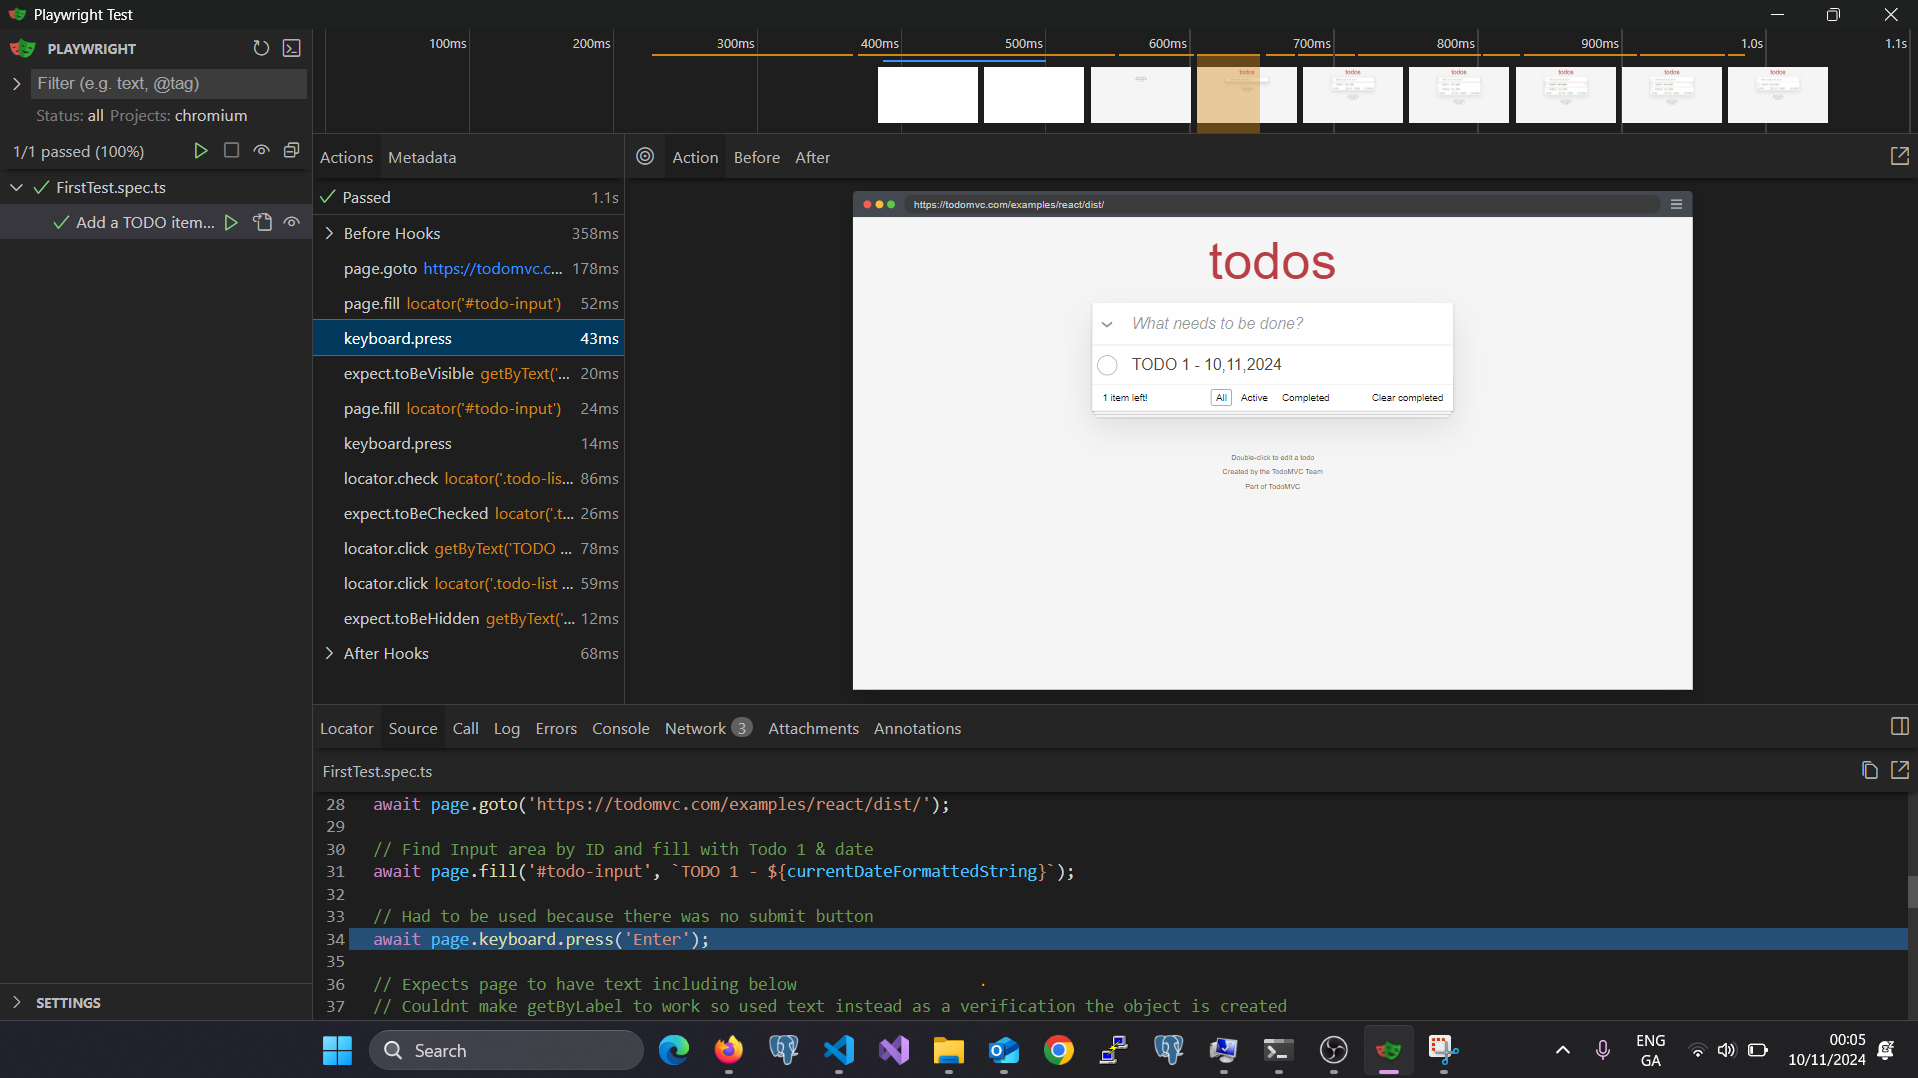 Playwright Test
PLAYWRIGHT
Filter (e.g. text, @tag)
Status: all Projects: chromium
1/1 passed (100%)
FirstTest.spec.ts
Add a TODO item...
SETTINGS
100ms 200ms 300ms 400ms 500ms 600ms 700ms 800ms 900ms 1.0s 1.1s
todos todos todos todos todos todos
Actions Metadata
Passed 1.1s
Before Hooks 358ms
page.goto https://todomvc.c... 178ms
page.fill locator('#todo-input') 52ms
keyboard.press 43ms
expect.toBeVisible getByText('... 20ms
page.fill locator('#todo-input') 24ms
keyboard.press 14ms
locator.check locator('.todo-lis... 86ms
expect.toBeChecked locator('.t... 26ms
locator.click getByText('TODO ... 78ms
locator.click locator('.todo-list ... 59ms
expect.toBeHidden getByText('... 12ms
After Hooks 68ms
Action Before After
https://todomvc.com/examples/react/dist/
todos
What needs to be done?
TODO 1 - 10,11,2024
1 item left! All Active Completed Clear completed
Double-click to edit a todo
Created by the TodoMVC Team
Part of TodoMVC
Locator Source Call Log Errors Console Network 3 Attachments Annotations
FirstTest.spec.ts
28 await page.goto('https://todomvc.com/examples/react/dist/');
29
30 // Find Input area by ID and fill with Todo 1 & date
31 await page.fill('#todo-input', `TODO 1 - ${currentDateFormattedString}`);
32
33 // Had to be used because there was no submit button
34 await page.keyboard.press('Enter');
35
36 // Expects page to have text including below
37 // Couldnt make getByLabel to work so used text instead as a verification the object is created
Search
ENG
GA
00:05
10/11/2024